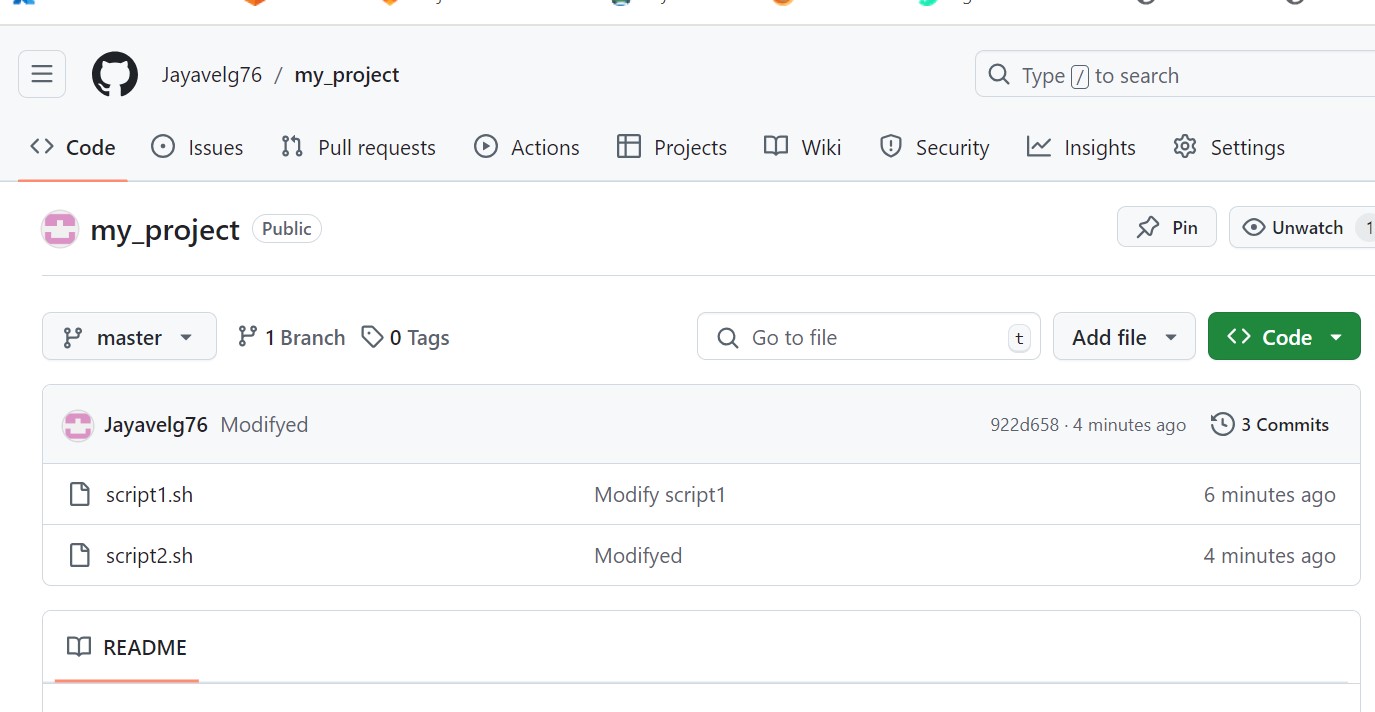 Jayavelg76 / my_project
Type / to search
Code Issues Pull requests Actions Projects Wiki Security Insights Settings
my_project Public
Pin Unwatch 1
master 1 Branch 0 Tags Go to file t Add file Code
Jayavelg76 Modifyed 922d658 · 4 minutes ago 3 Commits
script1.sh Modify script1 6 minutes ago
script2.sh Modifyed 4 minutes ago
README